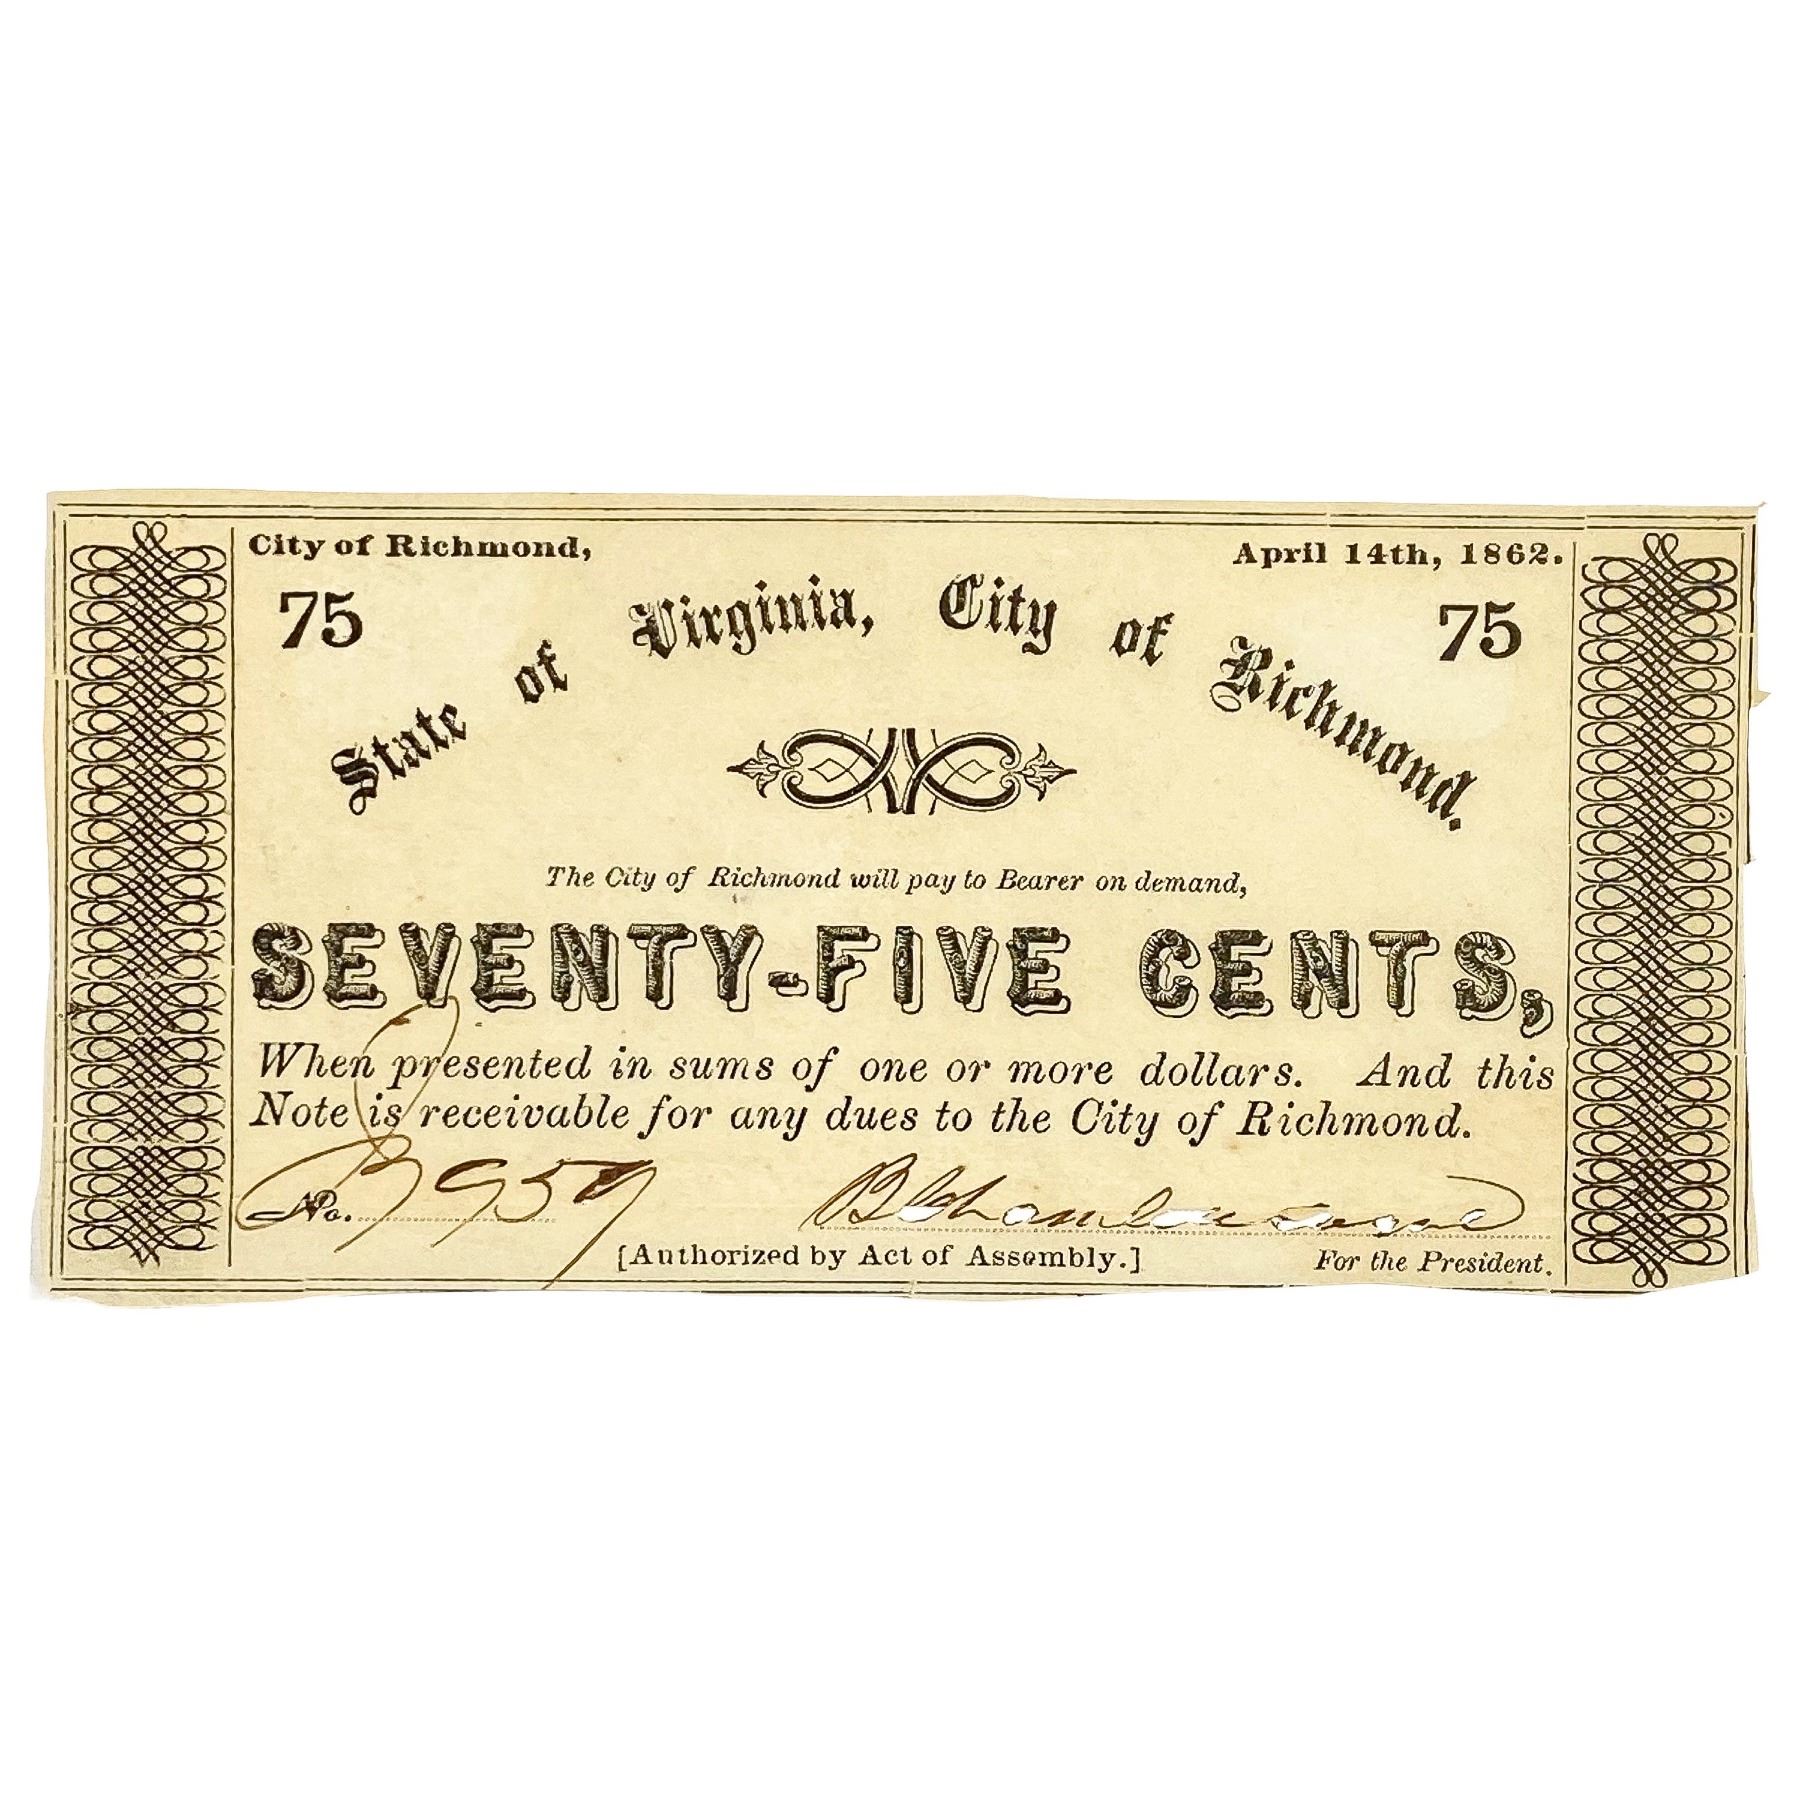 City of Richmond, April 14th, 1862.
75 75
State of Virginia, City of Richmond.
The City of Richmond will pay to Bearer on demand,
SEVENTY-FIVE CENTS,
When presented in sums of one or more dollars. And this
Note is receivable for any dues to the City of Richmond.
No. 3959
[Authorized by Act of Assembly.] For the President.